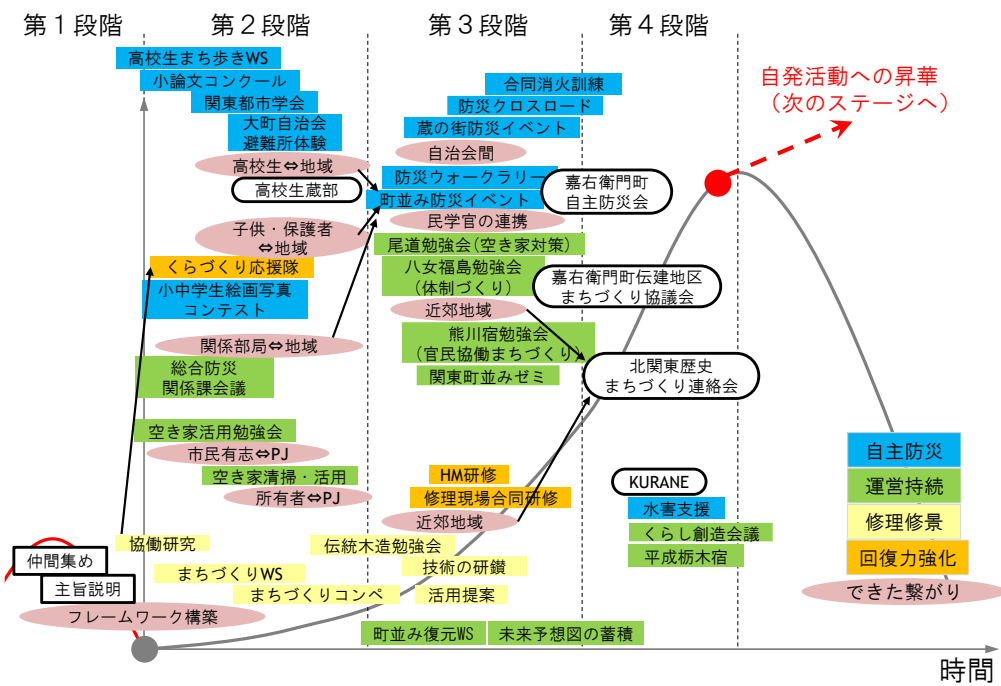 第１段階
第２段階
第３段階
第４段階
高校生まち歩きWS
小論文コンクール
関東都市学会
大町自治会
避難所体験
高校生⇔地域
高校生蔵部
子供・保護者
⇔地域
くらづくり応援隊
小中学生絵画写真
コンテスト
関係部局⇔地域
総合防災
関係課会議
空き家活用勉強会
市民有志⇔PJ
空き家清掃・活用
所有者⇔PJ
協働研究
仲間集め
主旨説明
フレームワーク構築
まちづくりWS
まちづくりコンペ
伝統木造勉強会
合同消火訓練
防災クロスロード
蔵の街防災イベント
自治会間
防災ウォークラリー
町並み防災イベント
民学官の連携
嘉右衛門町
自主防災会
尾道勉強会(空き家対策)
八女福島勉強会
(体制づくり)
嘉右衛門町伝建地区
まちづくり協議会
近郊地域
熊川宿勉強会
(官民協働まちづくり)
関東町並みゼミ
北関東歴史
まちづくり連絡会
HM研修
修理現場合同研修
近郊地域
技術の研鑚
活用提案
町並み復元WS
未来予想図の蓄積
KURANE
水害支援
くらし創造会議
平成栃木宿
自発活動への昇華
（次のステージへ）
自主防災
運営持続
修理修景
回復力強化
できた繋がり
時間